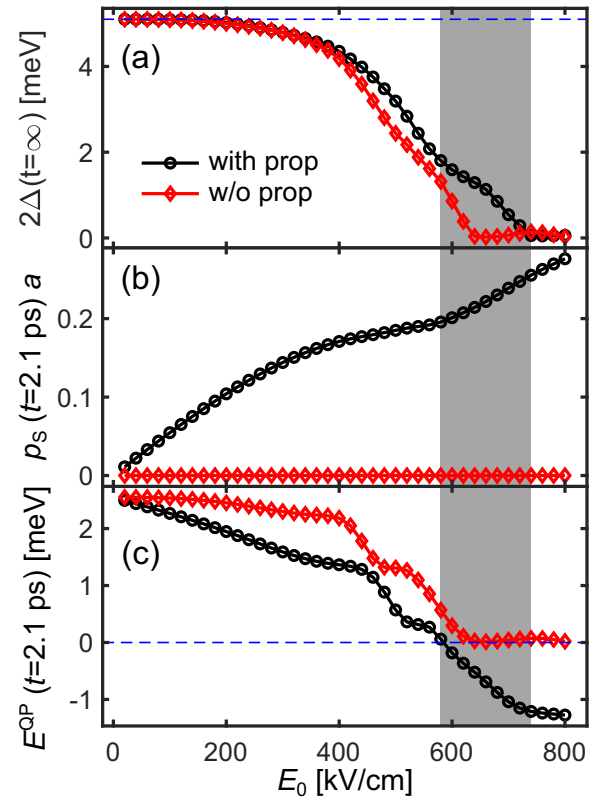 2Δ(t=∞) [meV]
4
2
0
(a)
with prop
w/o prop
p_S (t=2.1 ps) a
0.2
0.1
0
(b)
E^QP (t=2.1 ps) [meV]
2
1
0
-1
(c)
0 200 400 600 800
E_0 [kV/cm]